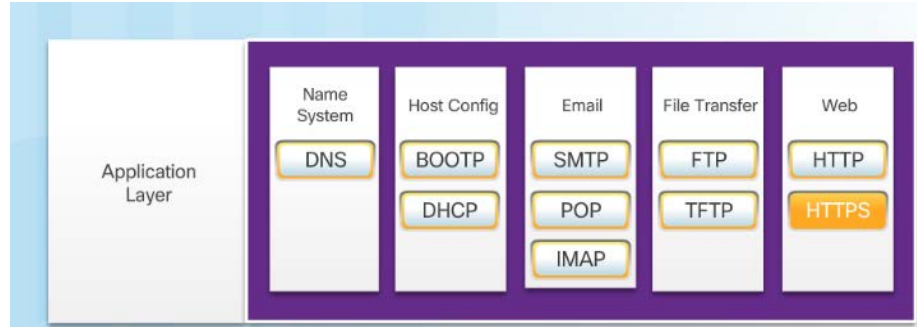 Application
Layer
Name
System
DNS
Host Config
BOOTP
DHCP
Email
SMTP
POP
IMAP
File Transfer
FTP
TFTP
Web
HTTP
HTTPS